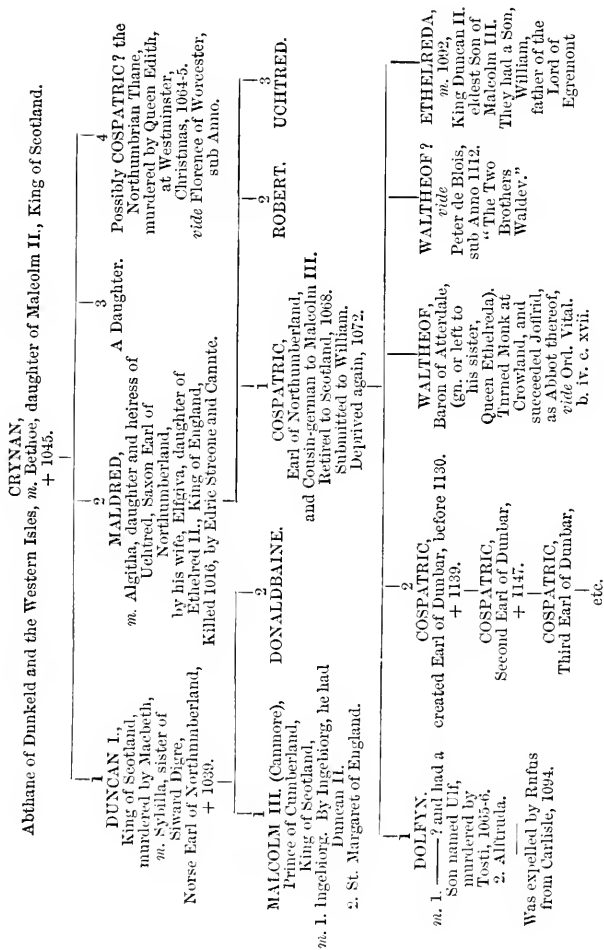 CRYNAN,
+ 1045.
Abthane of Dunkeld and the Western Isles, m. Bethoe, daughter of Malcolm II., King of Scotland.
1
DUNCAN I.,
King of Scotland,
murdered by Macbeth,
m. Sybilla, sister of
Siward Digre,
Norse Earl of Northumberland,
+ 1039.
2
MALDRED,
m. Algitha, daughter and heiress of
Uchtred, Saxon Earl of
Northumberland,
by his wife, Elfgiva, daughter of
Ethelred II., King of England,
Killed 1016, by Edric Streone and Canute.
3
A Daughter.
4
Possibly COSPATRIC? the
Northumbrian Thane,
murdered by Queen Edith,
at Westminster,
Christmas, 1064-5.
vide Florence of Worcester,
sub Anno.
1
MALCOLM III. (Canmore),
Prince of Cumberland,
King of Scotland,
m. 1. Ingebiorg. By Ingebiorg, he had
Duncan II.
2. St. Margaret of England.
2
DONALDBAINE.
1
COSPATRIC,
Earl of Northumberland,
and Cousin-german to Malcolm III.
Retired to Scotland, 1068.
Submitted to William.
Deprived again, 1072.
2
ROBERT.
3
UCHTRED.
1
DOLFYN.
m. 1. ——? and had a
Son named Ulf,
murdered by
Tosti, 1065-6.
2. Alftruda.
Was expelled by Rufus
from Carlisle, 1094.
2
COSPATRIC,
created Earl of Dunbar, before 1130.
+ 1139.
COSPATRIC,
Second Earl of Dunbar,
+ 1147.
COSPATRIC,
Third Earl of Dunbar,
etc.
WALTHEOF,
Baron of Atterdale,
(gn. or left to
his sister,
Queen Ethelreda).
Turned Monk at
Crowland, and
succeeded Joffrid,
as Abbot thereof,
vide Ord. Vital.
b. iv. c. xvii.
WALTHEOF?
vide
Peter de Blois,
sub Anno 1112.
"The Two
Brothers
Waldev."
ETHELREDA,
m. 1092,
King Duncan II.
eldest Son of
Malcolm III.
They had a Son,
William,
father of the
Lord of
Egremont